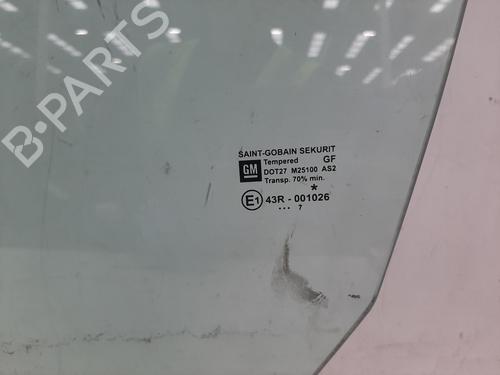 B-PARTS
SAINT-GOBAIN SEKURIT
GM Tempered GF
DOT27 M25100 AS2
Transp. 70% min.
*
E1 43R - 001026
... 7